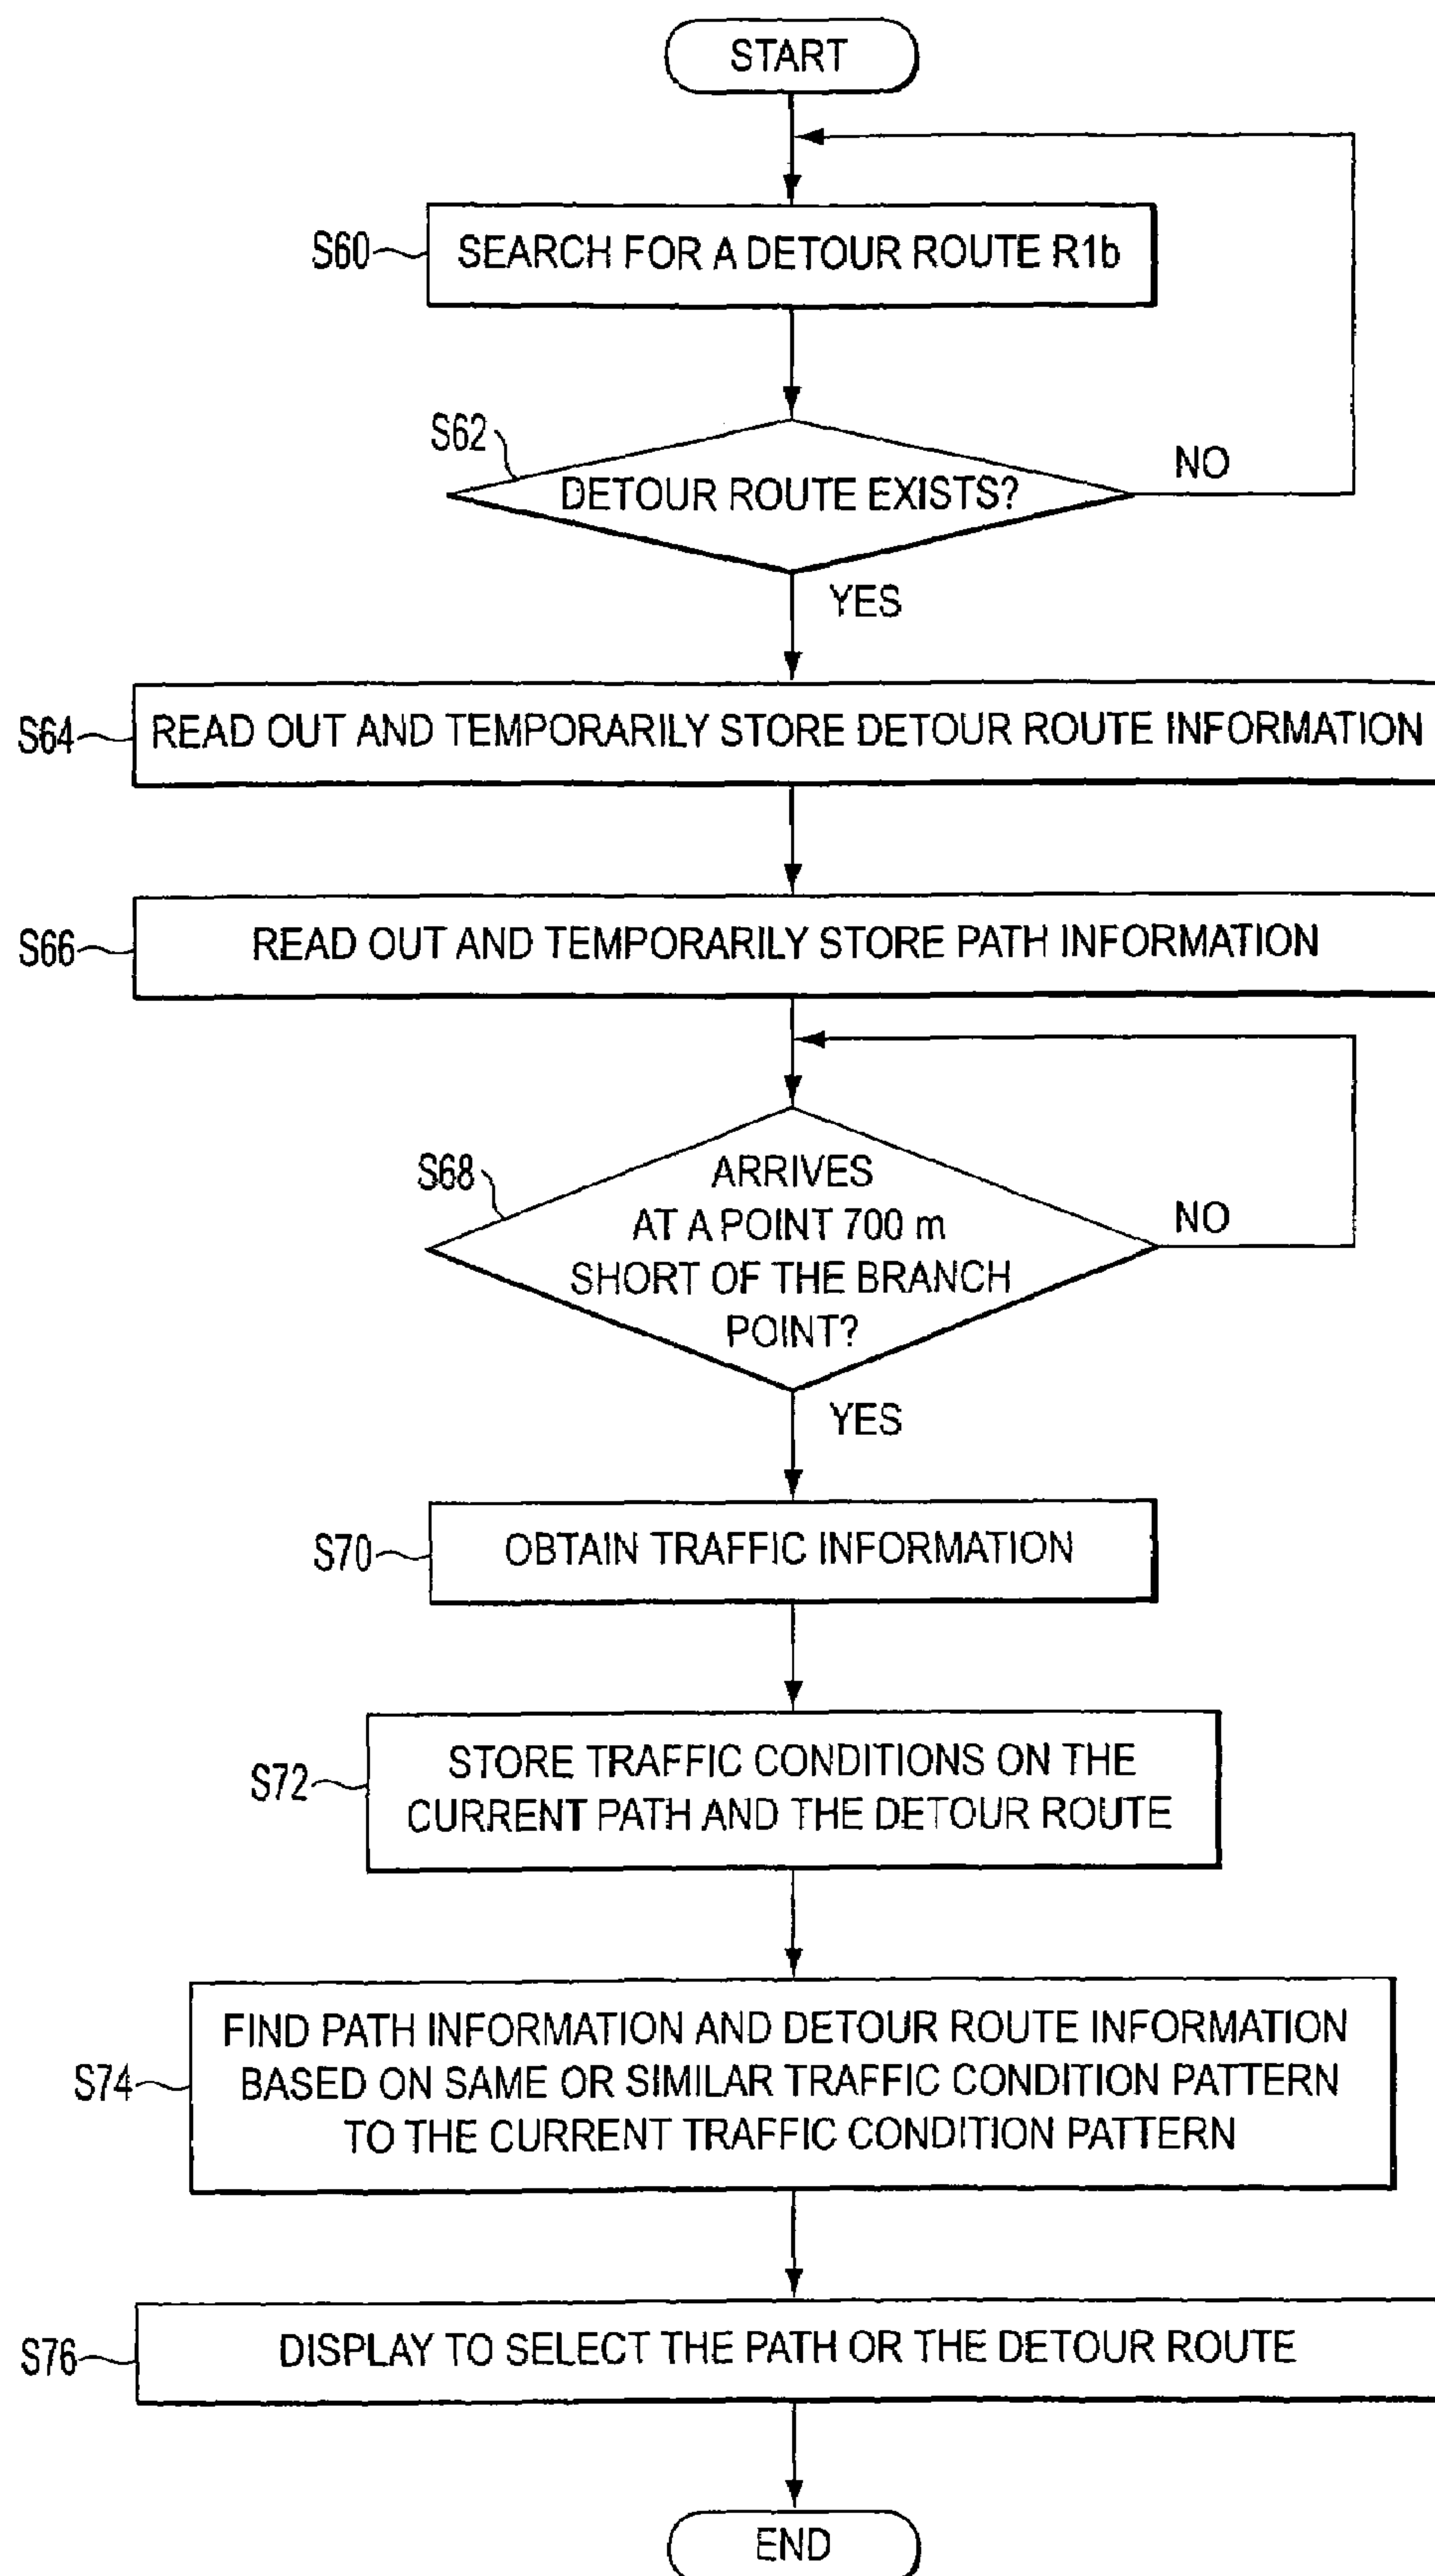 START
S60
SEARCH FOR A DETOUR ROUTE R1b
S62
DETOUR ROUTE EXISTS?
NO
YES
S64
READ OUT AND TEMPORARILY STORE DETOUR ROUTE INFORMATION
S66
READ OUT AND TEMPORARILY STORE PATH INFORMATION
S68
ARRIVES
AT A POINT 700 m
SHORT OF THE BRANCH
POINT?
NO
YES
S70
OBTAIN TRAFFIC INFORMATION
S72
STORE TRAFFIC CONDITIONS ON THE
CURRENT PATH AND THE DETOUR ROUTE
S74
FIND PATH INFORMATION AND DETOUR ROUTE INFORMATION
BASED ON SAME OR SIMILAR TRAFFIC CONDITION PATTERN
TO THE CURRENT TRAFFIC CONDITION PATTERN
S76
DISPLAY TO SELECT THE PATH OR THE DETOUR ROUTE
END